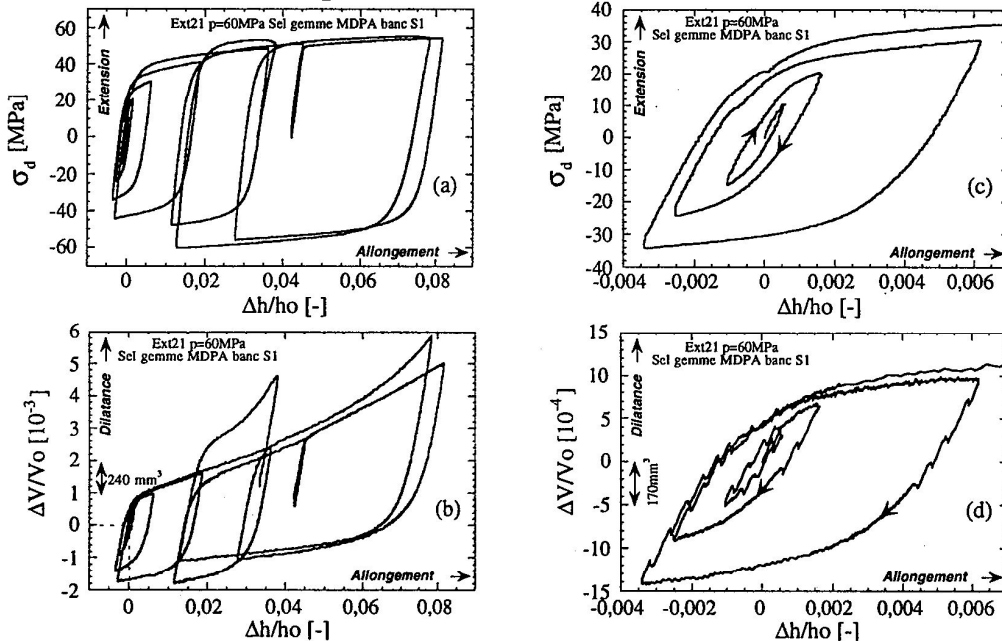 Ext21 p=60MPa Sel gemme MDPA banc S1
Extension
σd [MPa]
60
40
20
0
-20
-40
-60
(a)
Allongement
0 0,02 0,04 0,06 0,08
Δh/ho [-]
Ext21 p=60MPa
Sel gemme MDPA banc S1
Extension
σd [MPa]
40
30
20
10
0
-10
-20
-30
40
(c)
Allongement
-0,004 -0,002 0 0,002 0,004 0,006
Δh/ho [-]
Ext21 p=60MPa
Sel gemme MDPA banc S1
Dilatance
ΔV/Vo [10-3]
6
5
4
3
2
1
0
-1
-2
240 mm3
(b)
Allongement
0 0,02 0,04 0,06 0,08
Δh/ho [-]
Ext21 p=60MPa
Sel gemme MDPA banc S1
Dilatance
ΔV/Vo [10-4]
15
10
5
0
-5
-10
-15
170mm3
(d)
Allongement
-0,004 -0,002 0 0,002 0,004 0,006
Δh/ho [-]